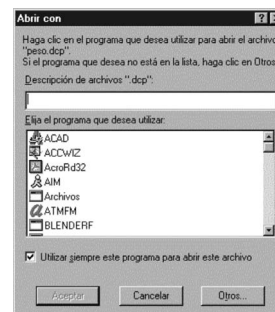 Abrir con
Haga clic en el programa que desea utilizar para abrir el archivo
"peso.dcp".
Si el programa que desea no está en la lista, haga clic en Otros
Descripción de archivos ".dcp":
Elija el programa que desea utilizar:
ACAD
ACCWIZ
AcroRd32
AIM
Archivos
ATMFM
BLENDERF
Utilizar siempre este programa para abrir este archivo
Aceptar
Cancelar
Otros...